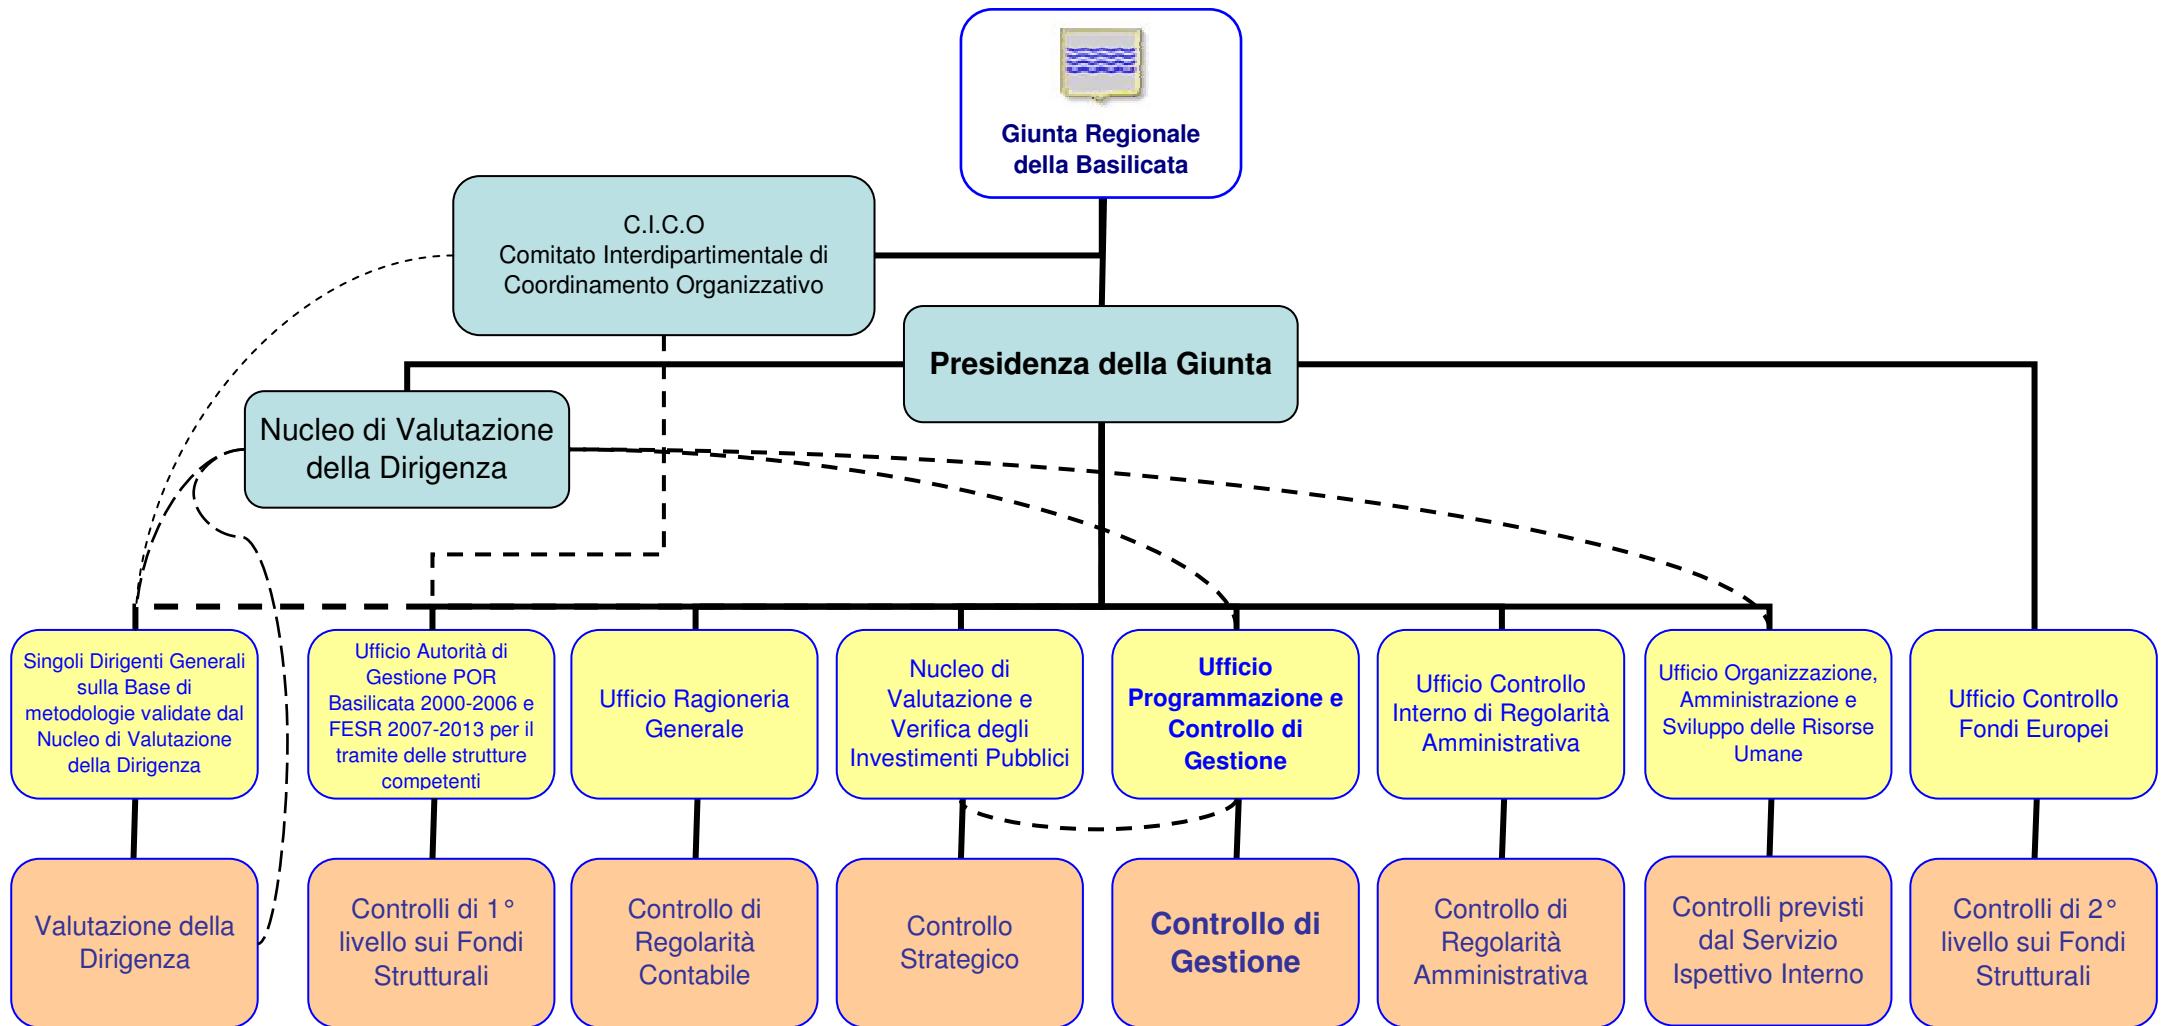 Giunta Regionale
della Basilicata
C.I.C.O
Comitato Interdipartimentale di
Coordinamento Organizzativo
Presidenza della Giunta
Nucleo di Valutazione
della Dirigenza
Singoli Dirigenti Generali
sulla Base di
metodologie validate dal
Nucleo di Valutazione
della Dirigenza
Ufficio Autorità di
Gestione POR
Basilicata 2000-2006 e
FESR 2007-2013 per il
tramite delle strutture
competenti
Ufficio Ragioneria
Generale
Nucleo di
Valutazione e
Verifica degli
Investimenti Pubblici
Ufficio
Programmazione e
Controllo di
Gestione
Ufficio Controllo
Interno di Regolarità
Amministrativa
Ufficio Organizzazione,
Amministrazione e
Sviluppo delle Risorse
Umane
Ufficio Controllo
Fondi Europei
Valutazione della
Dirigenza
Controlli di 1°
livello sui Fondi
Strutturali
Controllo di
Regolarità
Contabile
Controllo
Strategico
Controllo di
Gestione
Controllo di
Regolarità
Amministrativa
Controlli previsti
dal Servizio
Ispettivo Interno
Controlli di 2°
livello sui Fondi
Strutturali